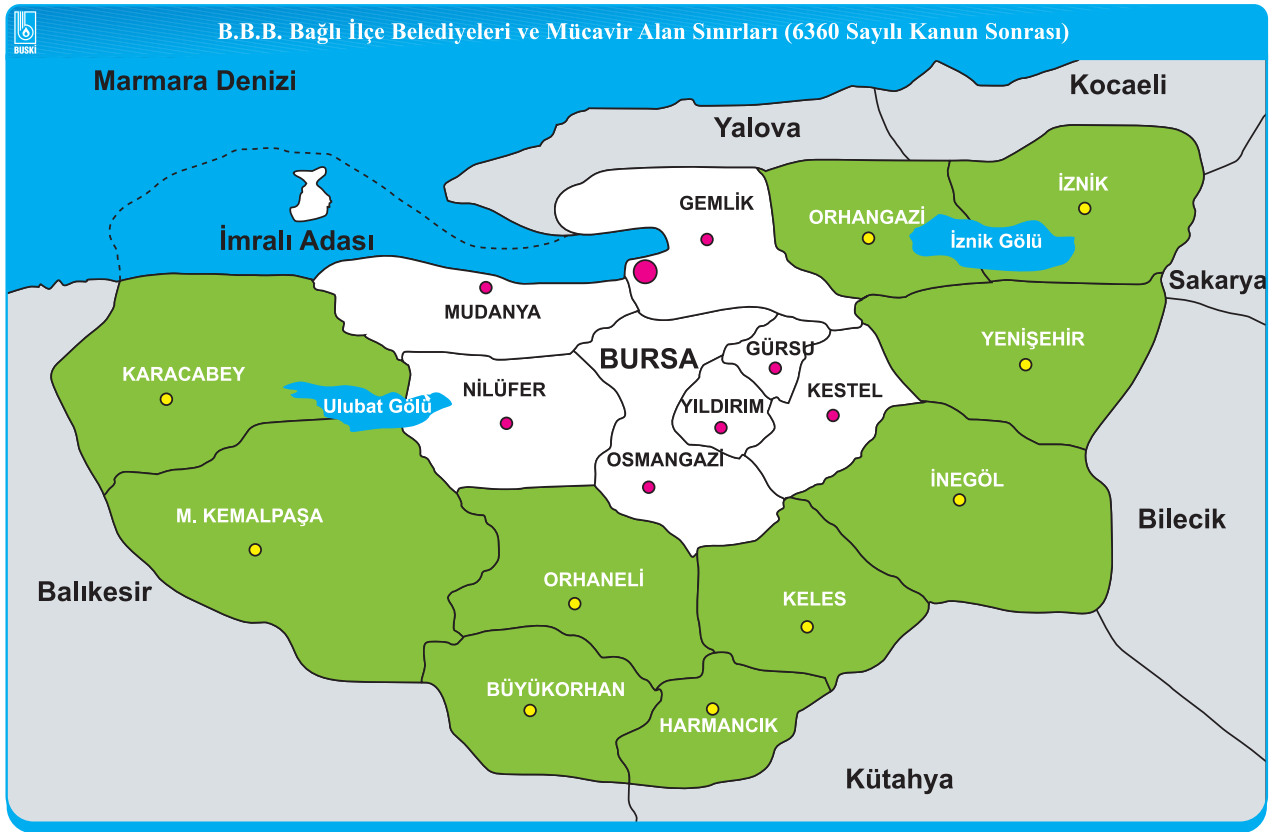 B.B.B. Bağlı İlçe Belediyeleri ve Mücavir Alan Sınırları (6360 Sayılı Kanun Sonrası)
BUSKİ
Marmara Denizi
Kocaeli
Yalova
İZNİK
GEMLİK
ORHANGAZİ
İmralı Adası
İznik Gölü
Sakarya
MUDANYA
YENİŞEHİR
BURSA
GÜRSU
KARACABEY
NİLÜFER
KESTEL
Ulubat Gölü
YILDIRIM
OSMANGAZİ
İNEGÖL
M. KEMALPAŞA
Bilecik
ORHANELİ
Balıkesir
KELES
BÜYÜKORHAN
HARMANCIK
Kütahya